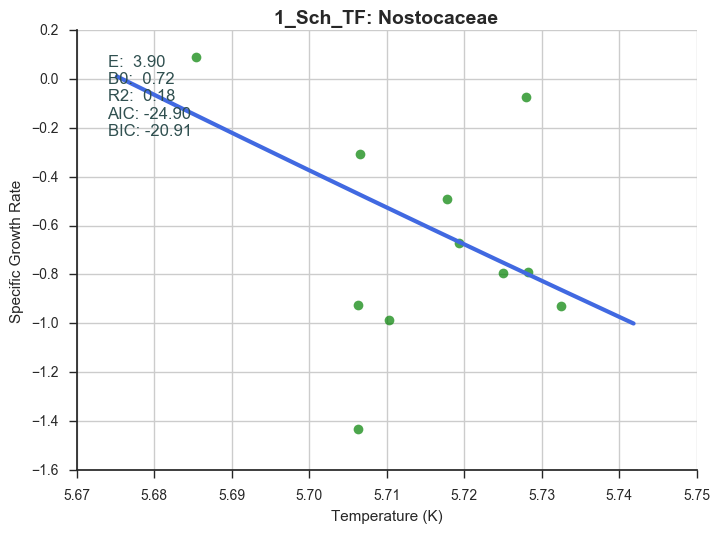 1_Sch_TF: Nostocaceae
0.2
0.0
−0.2
−0.4
−0.6
−0.8
−1.0
−1.2
−1.4
−1.6
Specific Growth Rate
E: 3.90
B0: 0.72
R2: 0.18
AIC: -24.90
BIC: -20.91
5.67 5.68 5.69 5.70 5.71 5.72 5.73 5.74 5.75
Temperature (K)